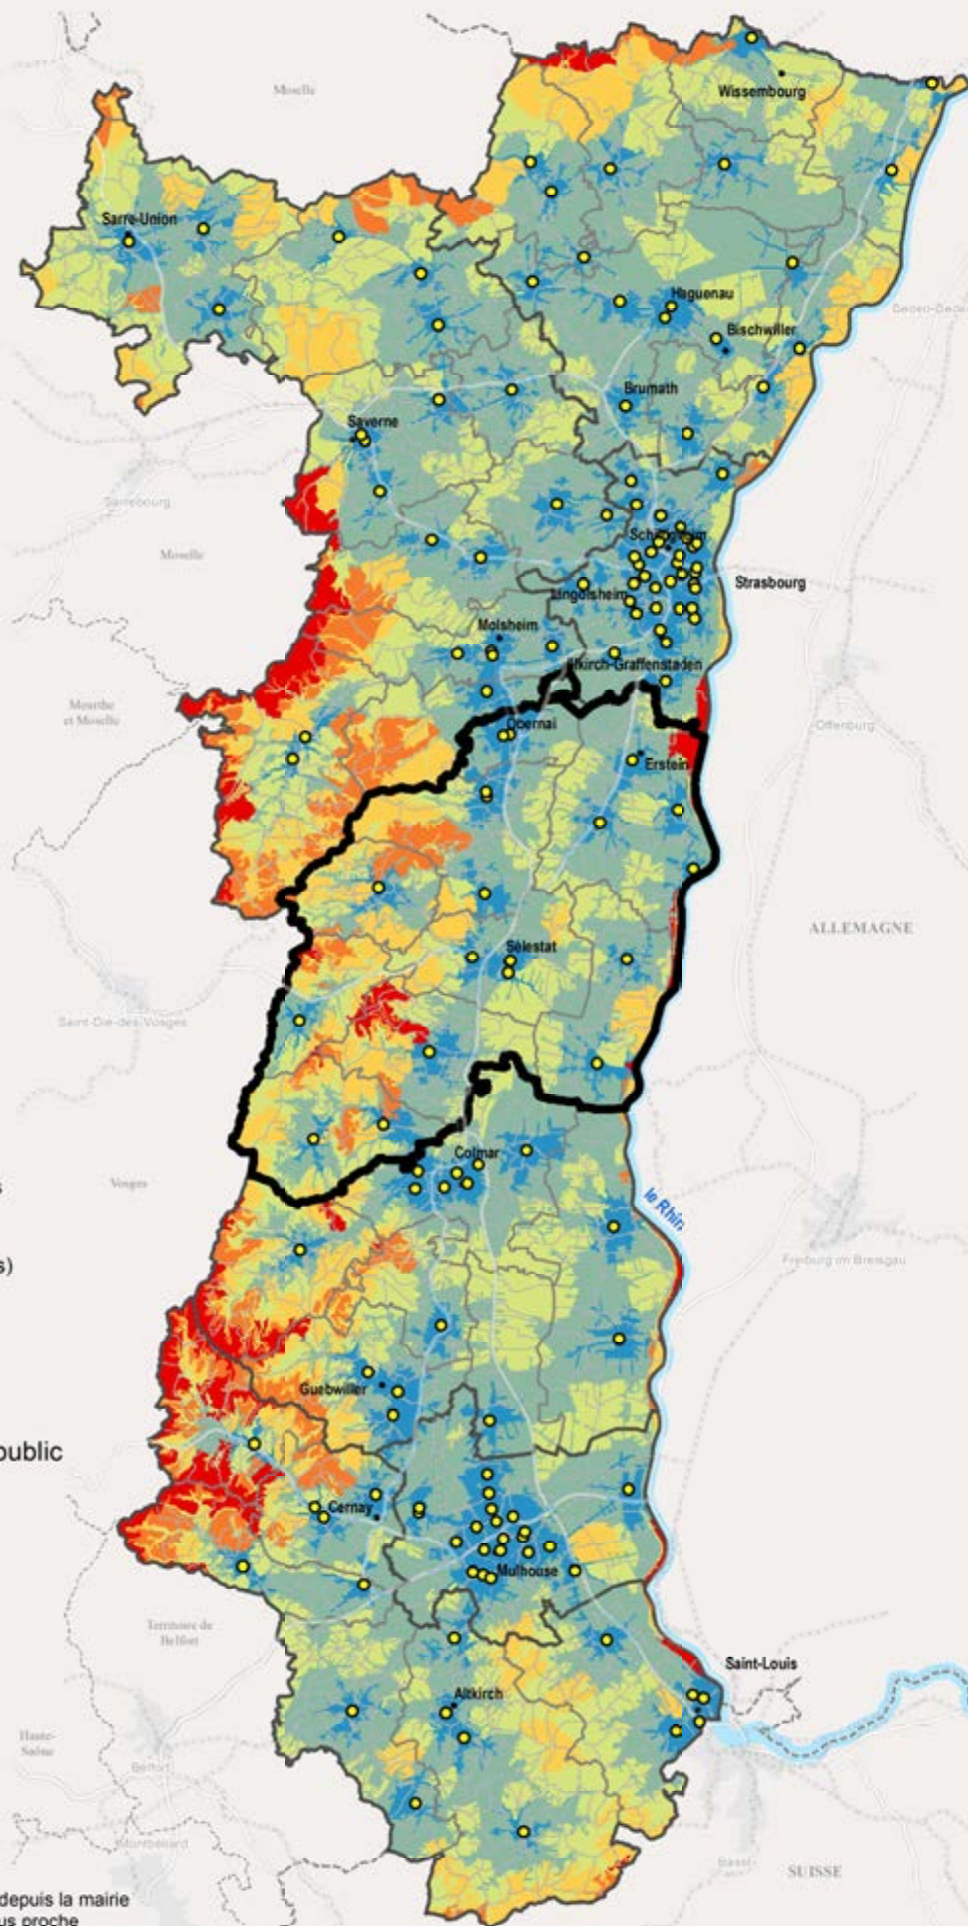 Moselle
Wissembourg
Sarre-Union
Haguenau
Bischwiller
Brumath
Saverne
Sarrebourg
Moselle
Strasbourg
Lingolsheim
Molsheim
Illkirch-Graffenstaden
Meurthe
et Moselle
Offenburg
Obernai
Erstein
ALLEMAGNE
Sélestat
Saint-Dié-des-Vosges
Colmar
s
Vosges
le Rhin
s)
Freiburg im Breisgau
Guebwiller
public
Cernay
Mulhouse
Territoire de
Belfort
Saint-Louis
Altkirch
Haute-
Saône
Belfort
Montbéliard
Basel
SUISSE
depuis la mairie
us proche